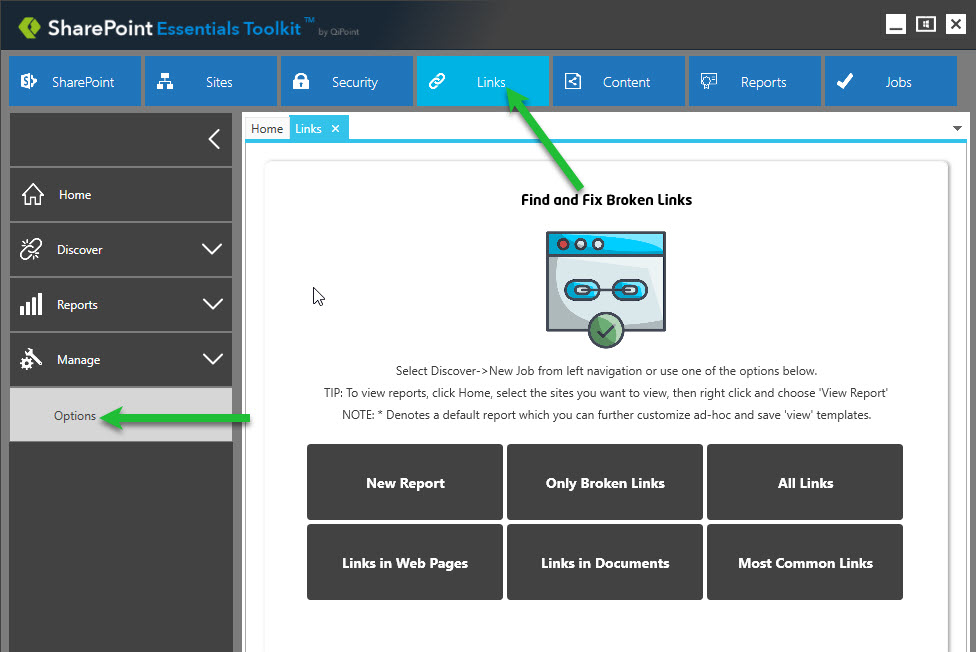 SharePoint Essentials Toolkit™ by QiPoint
SharePoint
Sites
Security
Links
Content
Reports
Jobs
Home
Discover
Reports
Manage
Options
Home
Links
Find and Fix Broken Links
Select Discover->New Job from left navigation or use one of the options below.
TIP: To view reports, click Home, select the sites you want to view, then right click and choose 'View Report'
NOTE: * Denotes a default report which you can further customize ad-hoc and save 'view' templates.
New Report
Only Broken Links
All Links
Links in Web Pages
Links in Documents
Most Common Links